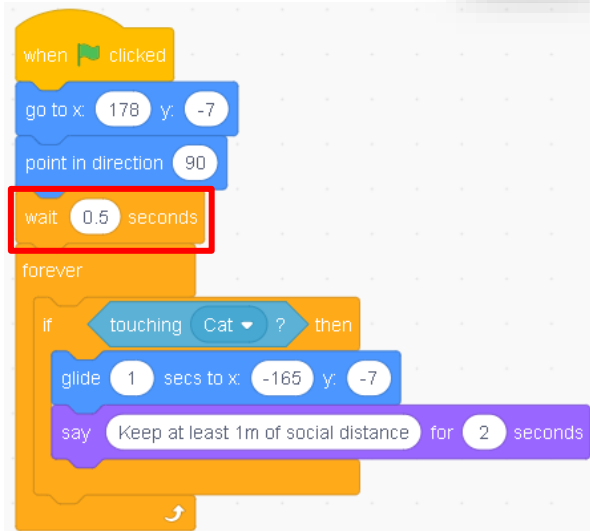 when clicked
go to x: 178 y: -7
point in direction 90
wait 0.5 seconds
forever
if touching Cat ? then
glide 1 secs to x: -165 y: -7
say Keep at least 1m of social distance for 2 seconds